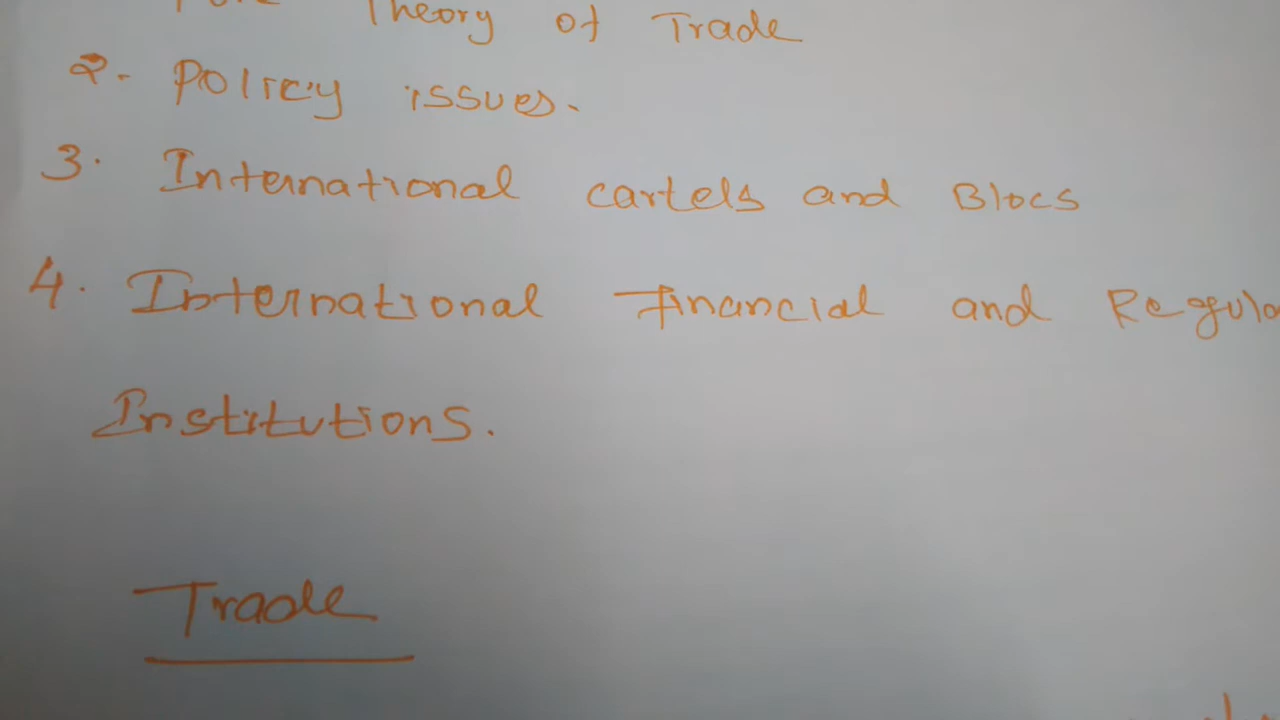 Theory of Trade
2. Policy issues.
3. International cartels and Blocs
4. International Financial and Regula
Institutions.
Trade